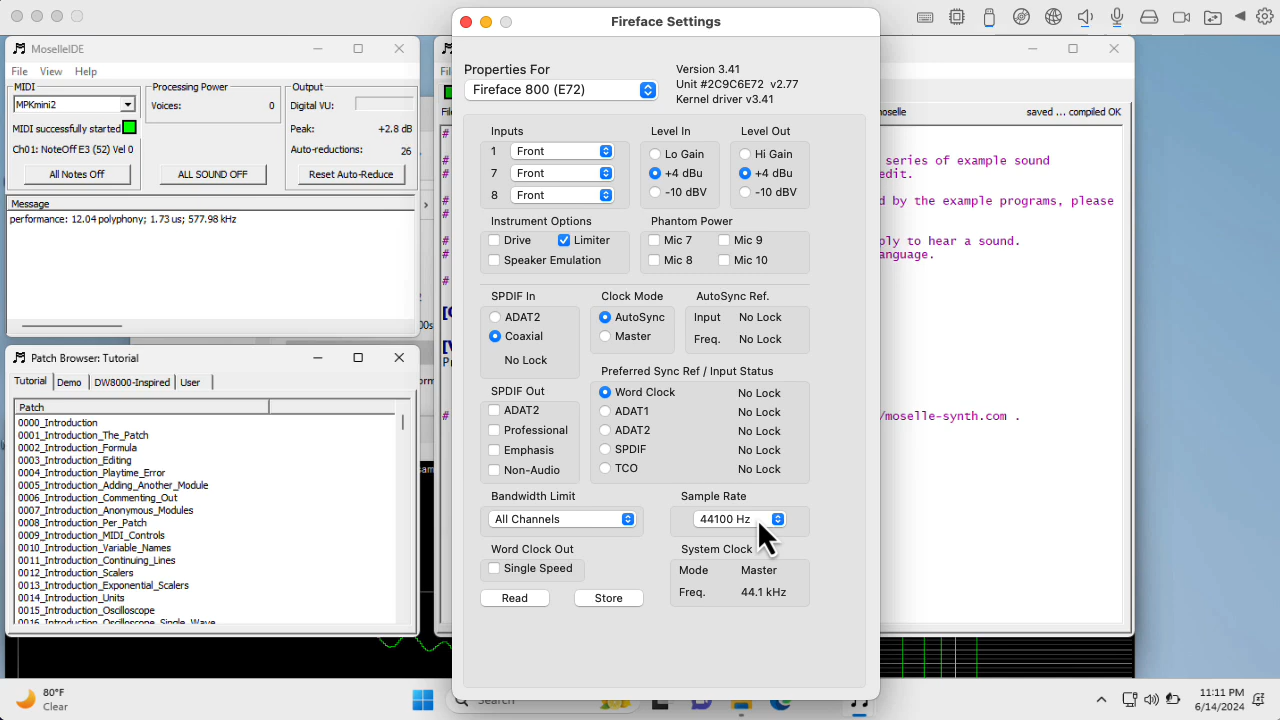 MoselleIDE
File View Help
MIDI
MPKmini2
MIDI successfully started
Ch01: NoteOff E3 (52) Vel 0
All Notes Off
Processing Power
Voices: 0
ALL SOUND OFF
Output
Digital VU:
Peak: +2.8 dB
Auto-reductions: 26
Reset Auto-Reduce
Message
performance: 12.04 polyphony; 1.73 us; 577.98 kHz
Patch Browser: Tutorial
Tutorial Demo DW8000-Inspired User
Patch
0000_Introduction
0001_Introduction_The_Patch
0002_Introduction_Formula
0003_Introduction_Editing
0004_Introduction_Playtime_Error
0005_Introduction_Adding_Another_Module
0006_Introduction_Commenting_Out
0007_Introduction_Anonymous_Modules
0008_Introduction_Per_Patch
0009_Introduction_MIDI_Controls
0010_Introduction_Variable_Names
0011_Introduction_Continuing_Lines
0012_Introduction_Scalers
0013_Introduction_Exponential_Scalers
0014_Introduction_Units
0015_Introduction_Oscilloscope
0016_Introduction_Oscilloscope_Single_Wave
Fireface Settings
Properties For
Fireface 800 (E72)
Version 3.41
Unit #2C9C6E72 v2.77
Kernel driver v3.41
Inputs
1 Front
7 Front
8 Front
Level In
Lo Gain
+4 dBu
-10 dBV
Level Out
Hi Gain
+4 dBu
-10 dBV
Instrument Options
Drive Limiter
Speaker Emulation
Phantom Power
Mic 7 Mic 9
Mic 8 Mic 10
SPDIF In
ADAT2
Coaxial
No Lock
Clock Mode
AutoSync
Master
AutoSync Ref.
Input No Lock
Freq. No Lock
SPDIF Out
ADAT2
Professional
Emphasis
Non-Audio
Preferred Sync Ref / Input Status
Word Clock No Lock
ADAT1 No Lock
ADAT2 No Lock
SPDIF No Lock
TCO No Lock
Bandwidth Limit
All Channels
Sample Rate
44100 Hz
Word Clock Out
Single Speed
System Clock
Mode Master
Freq. 44.1 kHz
Read Store
moselle saved ... compiled OK
series of example sound
edit.
d by the example programs, please
ply to hear a sound.
anguage.
/moselle-synth.com .
80°F
Clear
Search
11:11 PM
6/14/2024